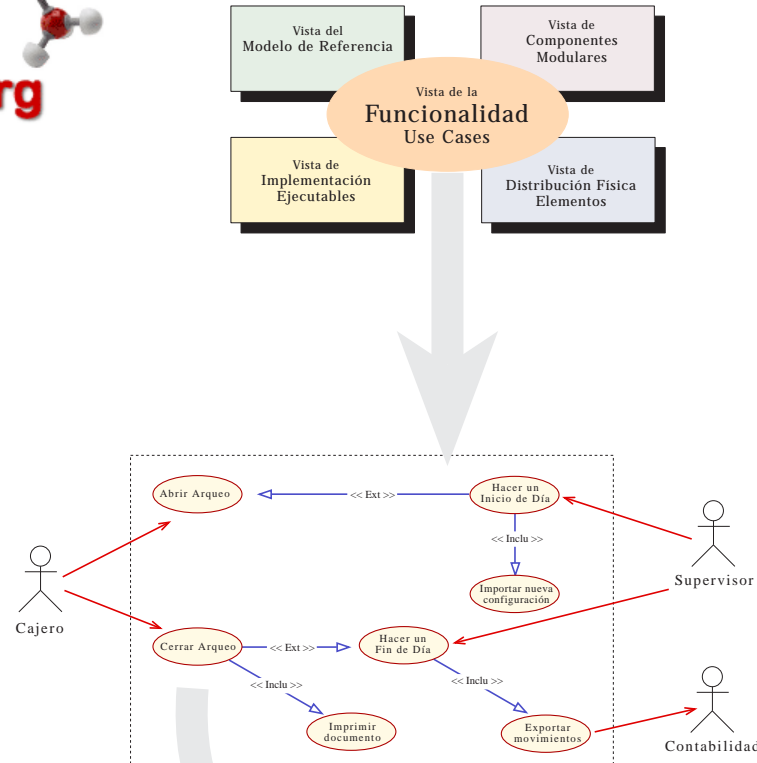 rg
Vista del
Modelo de Referencia
Vista de
Componentes
Modulares
Vista de la
Funcionalidad
Use Cases
Vista de
Implementación
Ejecutables
Vista de
Distribución Física
Elementos
Abrir Arqueo
<< Ext >>
Hacer un
Inicio de Día
<< Inclu >>
Importar nueva
configuración
Supervisor
Cajero
Cerrar Arqueo
<< Ext >>
Hacer un
Fin de Día
<< Inclu >>
<< Inclu >>
Imprimir
documento
Exportar
movimientos
Contabilidad